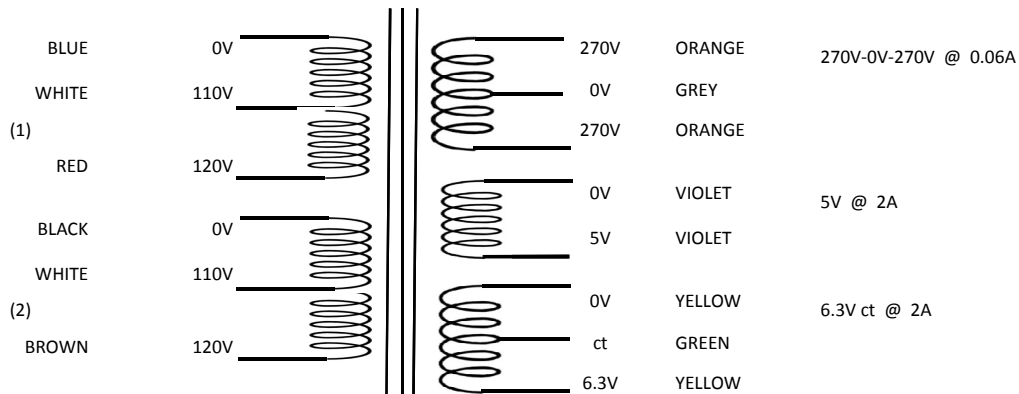 BLUE 0V 270V ORANGE 270V-0V-270V @ 0.06A
WHITE 110V 0V GREY
(1) 270V ORANGE
RED 120V
0V VIOLET 5V @ 2A
BLACK 0V
5V VIOLET
WHITE 110V
0V YELLOW 6.3V ct @ 2A
(2)
BROWN 120V ct GREEN
6.3V YELLOW